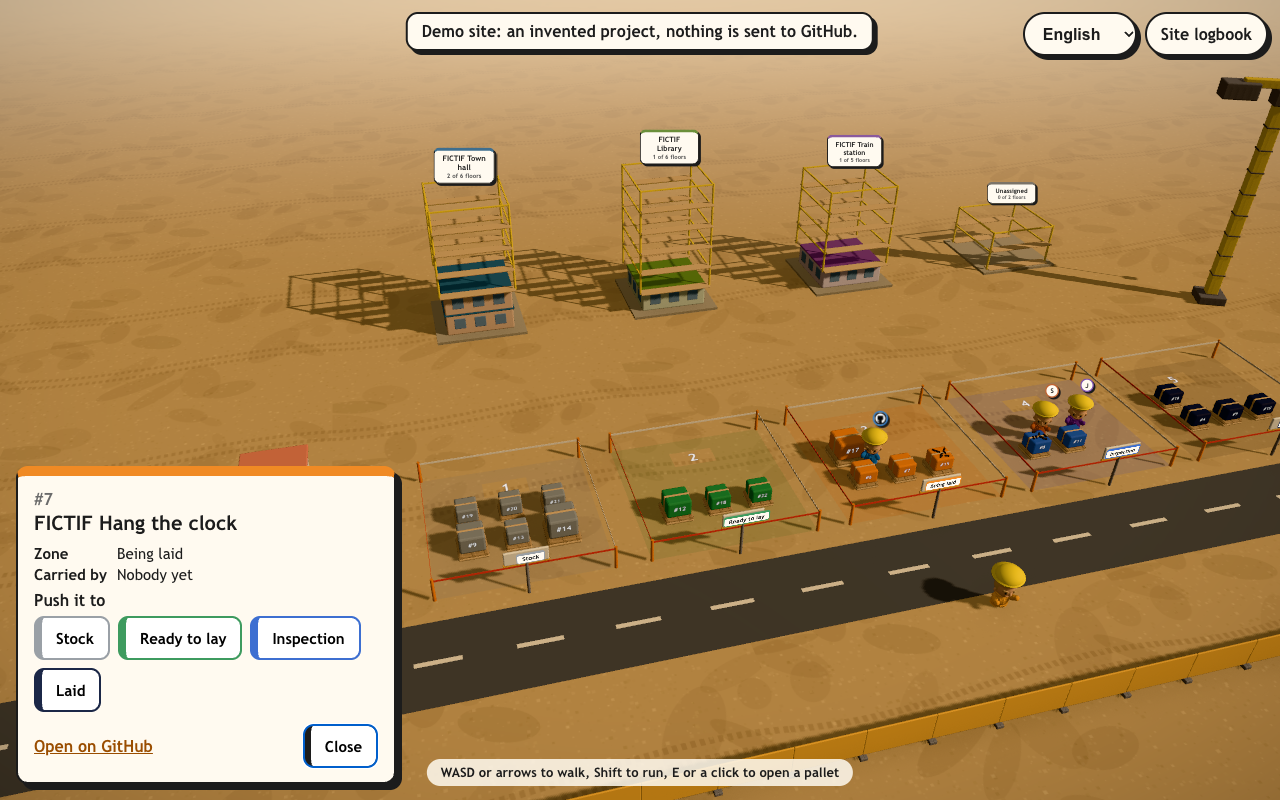 Demo site: an invented project, nothing is sent to GitHub.
English
Site logbook
FICTIF Town
hall
2 of 6 floors
FICTIF
Library
1 of 6 floors
FICTIF Train
station
1 of 5 floors
Unassigned
0 of 2 floors
1
2
4
S
J
#19
#20
#21
#9
#13
#14
Stock
#12
#18
#22
Ready to lay
#17
#7
Being laid
Inspection
#7
FICTIF Hang the clock
Zone Being laid
Carried by Nobody yet
Push it to
Stock
Ready to lay
Inspection
Laid
Open on GitHub
Close
WASD or arrows to walk, Shift to run, E or a click to open a pallet